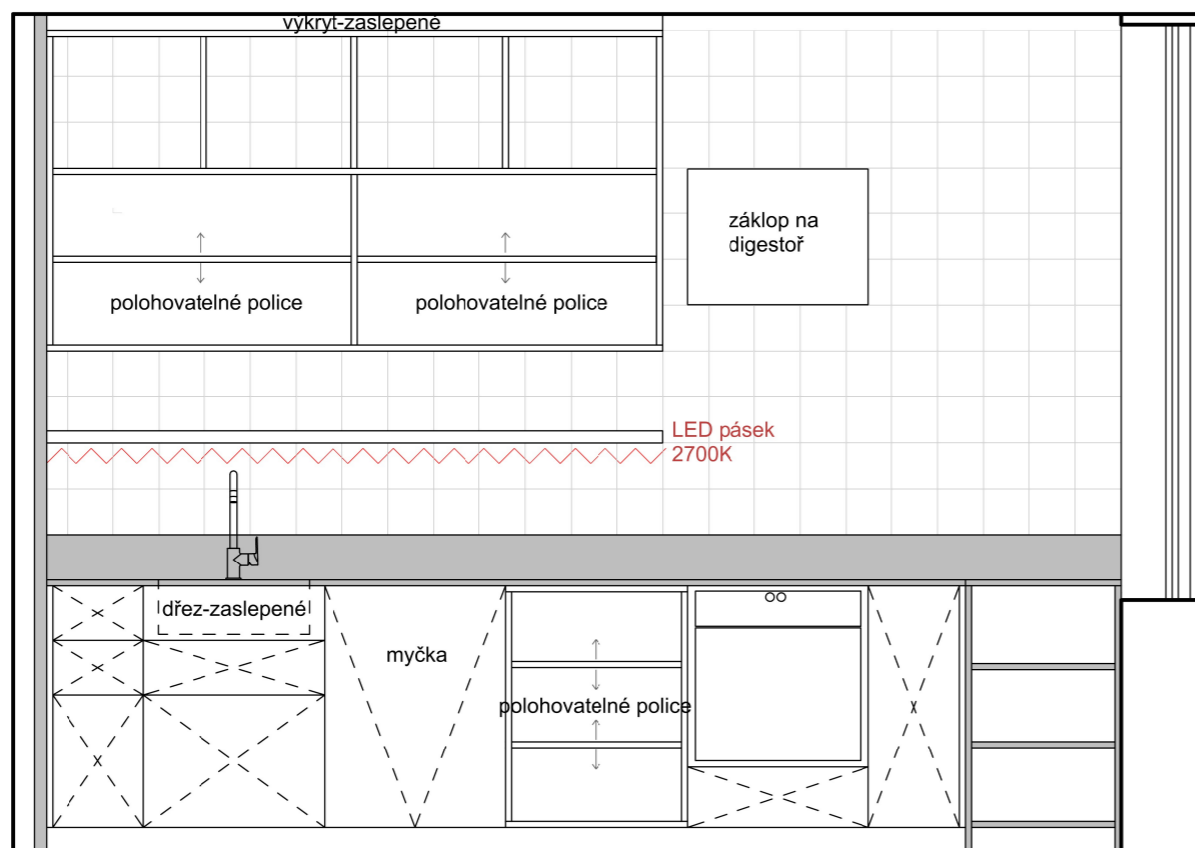 výkryt-zaslepené
záklop na
digestoř
polohovatelné police
polohovatelné police
LED pásek
2700K
dřez-zaslepené
myčka
polohovatelné police